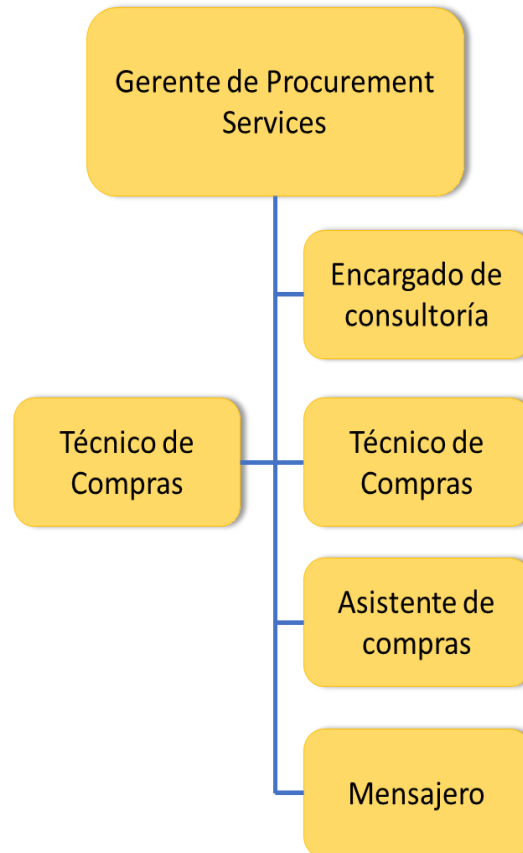 Gerente de Procurement
Services
Encargado de
consultoría
Técnico de
Compras
Técnico de
Compras
Asistente de
compras
Mensajero